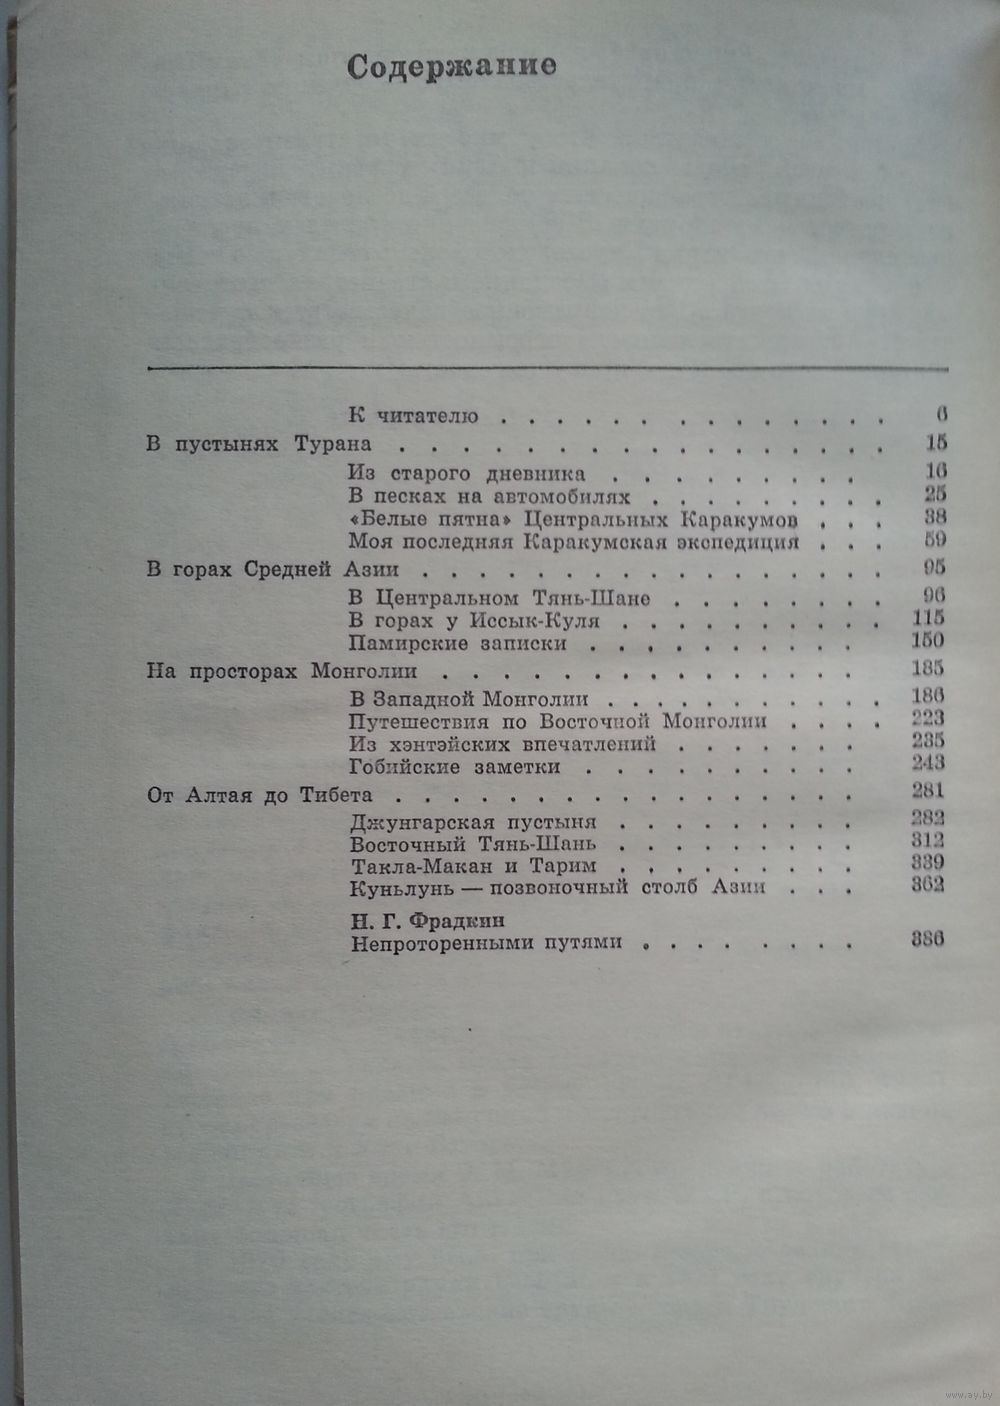 Содержание
К читателю . . . . . . . . . . . . . . 6
В пустынях Турана . . . . . . . . . . . . . . . . . 15
Из старого дневника . . . . . . . . . 16
В песках на автомобилях . . . . . . . . . 25
«Белые пятна» Центральных Каракумов . . . 38
Моя последняя Каракумская экспедиция . . . 59
В горах Средней Азии . . . . . . . . . . . . . . . . 95
В Центральном Тянь-Шане . . . . . . . . 96
В горах у Иссык-Куля . . . . . . . . . . 115
Памирские записки . . . . . . . . . . 150
На просторах Монголии . . . . . . . . . . . . . . . 185
В Западной Монголии . . . . . . . . . . 186
Путешествия по Восточной Монголии . . . . 223
Из хэнтэйских впечатлений . . . . . . . 235
Гобийские заметки . . . . . . . . . . 243
От Алтая до Тибета . . . . . . . . . . . . . . . . . 281
Джунгарская пустыня . . . . . . . . . 282
Восточный Тянь-Шань . . . . . . . . . 312
Такла-Макан и Тарим . . . . . . . . . 339
Куньлунь — позвоночный столб Азии . . . 362
Н. Г. Фрадкин
Непроторенными путями . . . . . . . . 386
www.ay.by